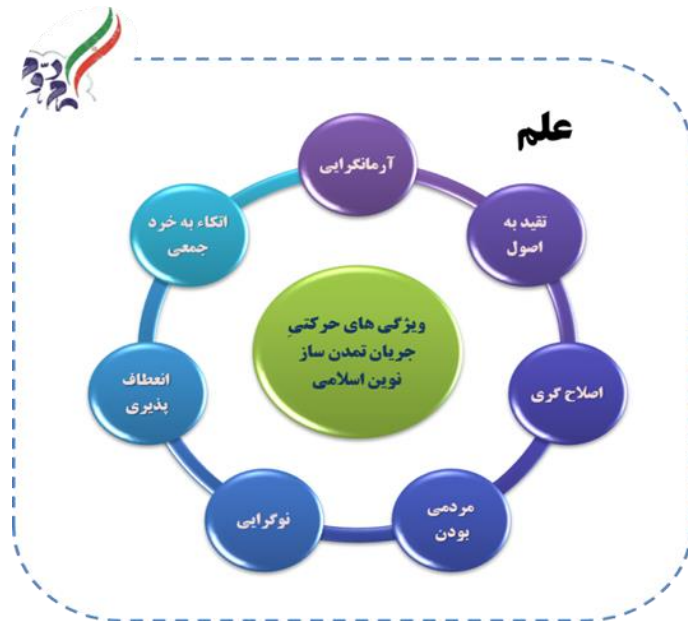 علم
آرمانگرایی
تقید به
اصول
اصلاح گری
مردمی
بودن
نوگرایی
انعطاف
پذیری
اتکاء به خرد
جمعی
ویژگی های حرکتیِ
جریان تمدن ساز
نوین اسلامی